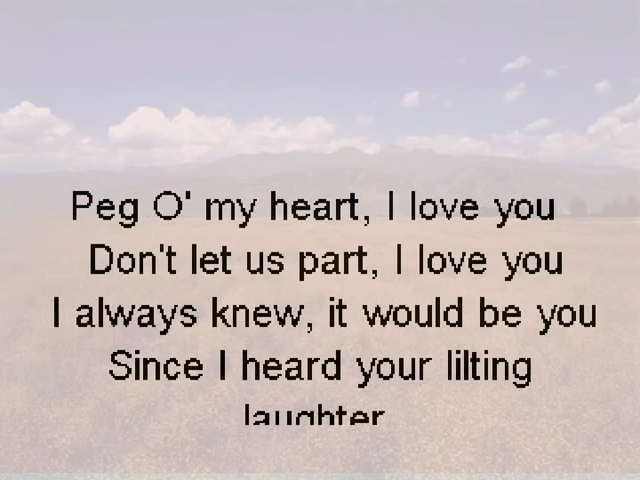 Peg O' my heart, I love you
Don't let us part, I love you
I always knew, it would be you
Since I heard your lilting
laughter